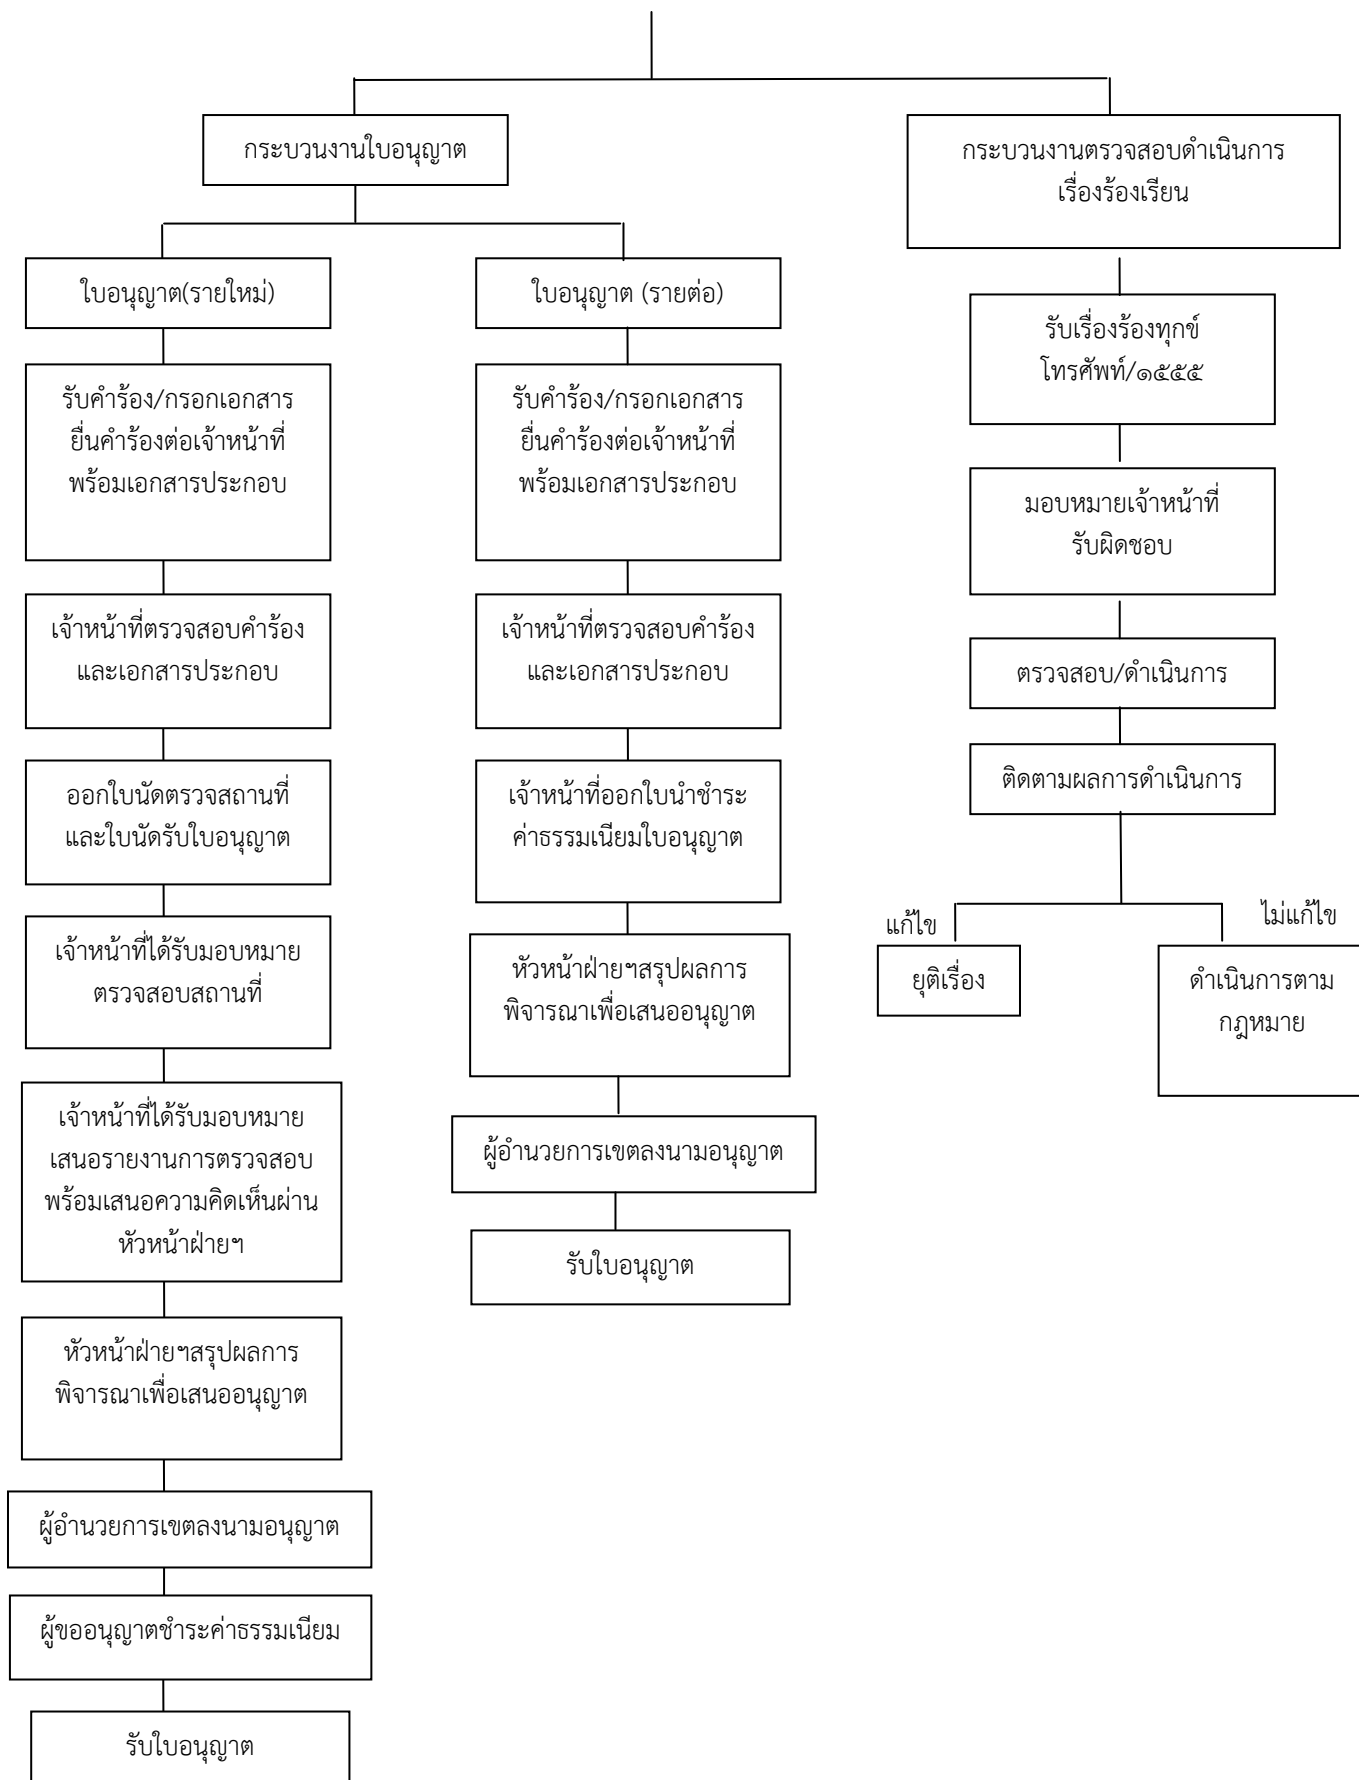 กระบวนงานใบอนุญาต
ใบอนุญาต(รายใหม่)
รับคำร้อง/กรอกเอกสาร
ยื่นคำร้องต่อเจ้าหน้าที่
พร้อมเอกสารประกอบ
เจ้าหน้าที่ตรวจสอบคำร้อง
และเอกสารประกอบ
ออกใบนัดตรวจสถานที่
และใบนัดรับใบอนุญาต
เจ้าหน้าที่ได้รับมอบหมาย
ตรวจสอบสถานที่
เจ้าหน้าที่ได้รับมอบหมาย
เสนอรายงานการตรวจสอบ
พร้อมเสนอความคิดเห็นผ่าน
หัวหน้าฝ่ายฯ
หัวหน้าฝ่ายฯสรุปผลการ
พิจารณาเพื่อเสนออนุญาต
ผู้อำนวยการเขตลงนามอนุญาต
ผู้ขออนุญาตชำระค่าธรรมเนียม
รับใบอนุญาต
ใบอนุญาต (รายต่อ)
รับคำร้อง/กรอกเอกสาร
ยื่นคำร้องต่อเจ้าหน้าที่
พร้อมเอกสารประกอบ
เจ้าหน้าที่ตรวจสอบคำร้อง
และเอกสารประกอบ
เจ้าหน้าที่ออกใบนำชำระ
ค่าธรรมเนียมใบอนุญาต
หัวหน้าฝ่ายฯสรุปผลการ
พิจารณาเพื่อเสนออนุญาต
ผู้อำนวยการเขตลงนามอนุญาต
รับใบอนุญาต
กระบวนงานตรวจสอบดำเนินการ
เรื่องร้องเรียน
รับเรื่องร้องทุกข์
โทรศัพท์/๑๕๕๕
มอบหมายเจ้าหน้าที่
รับผิดชอบ
ตรวจสอบ/ดำเนินการ
ติดตามผลการดำเนินการ
แก้ไข
ยุติเรื่อง
ไม่แก้ไข
ดำเนินการตาม
กฎหมาย